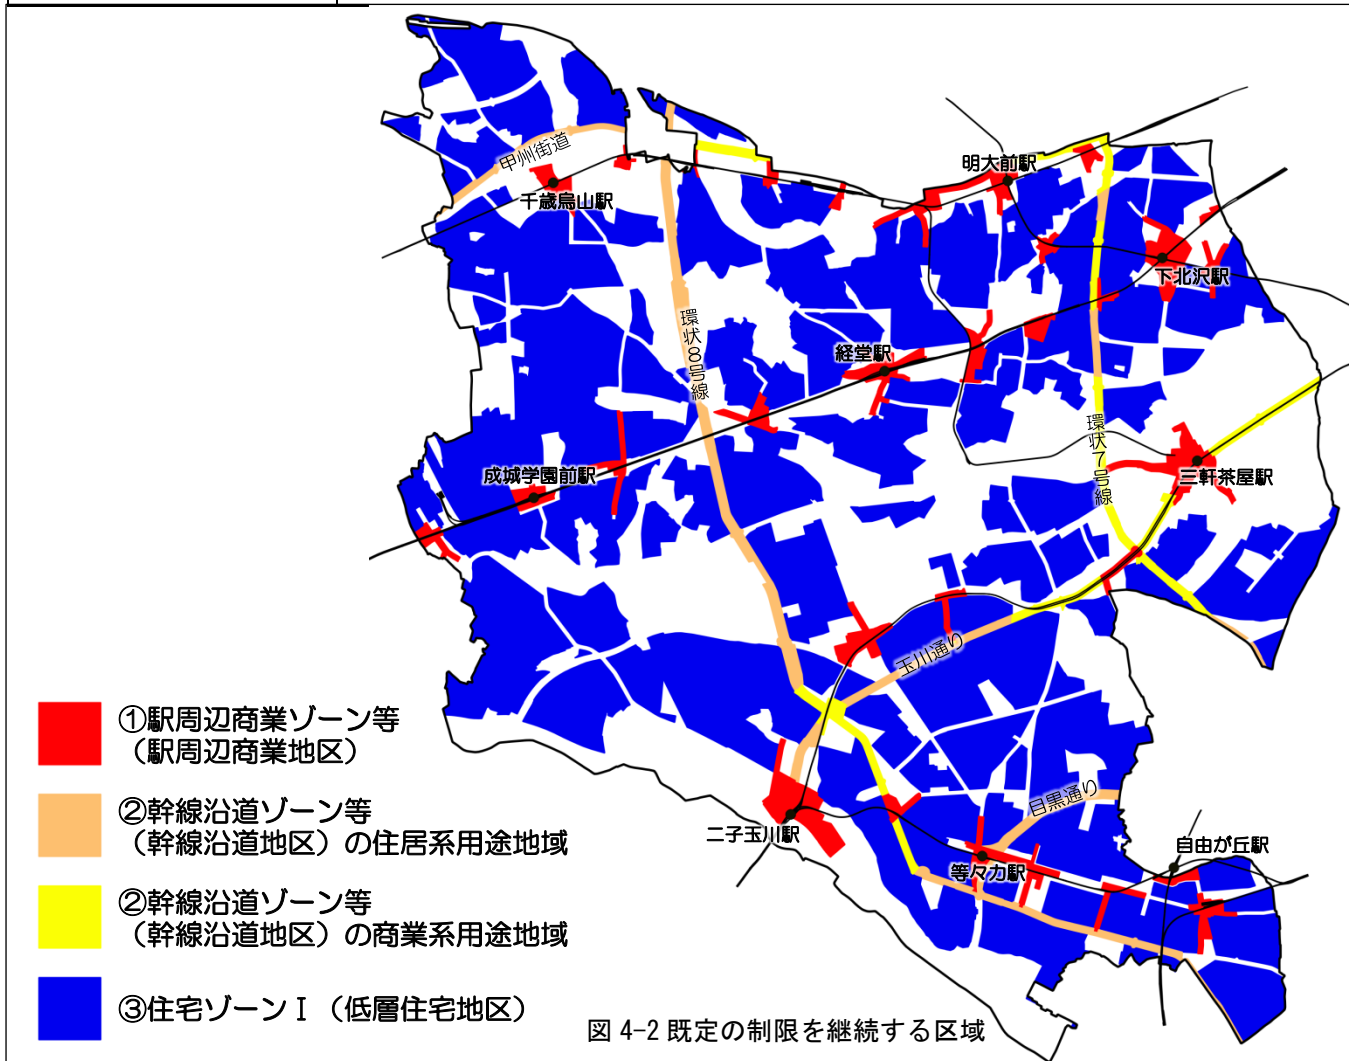 甲州街道
千歳烏山駅
明大前駅
下北沢駅
環状8号線
経堂駅
環状7号線
成城学園前駅
三軒茶屋駅
玉川通り
①駅周辺商業ゾーン等
（駅周辺商業地区）
②幹線沿道ゾーン等
（幹線沿道地区）の住居系用途地域
②幹線沿道ゾーン等
（幹線沿道地区）の商業系用途地域
③住宅ゾーンⅠ（低層住宅地区）
目黒通り
二子玉川駅
等々力駅
自由が丘駅
図 4-2 既定の制限を継続する区域